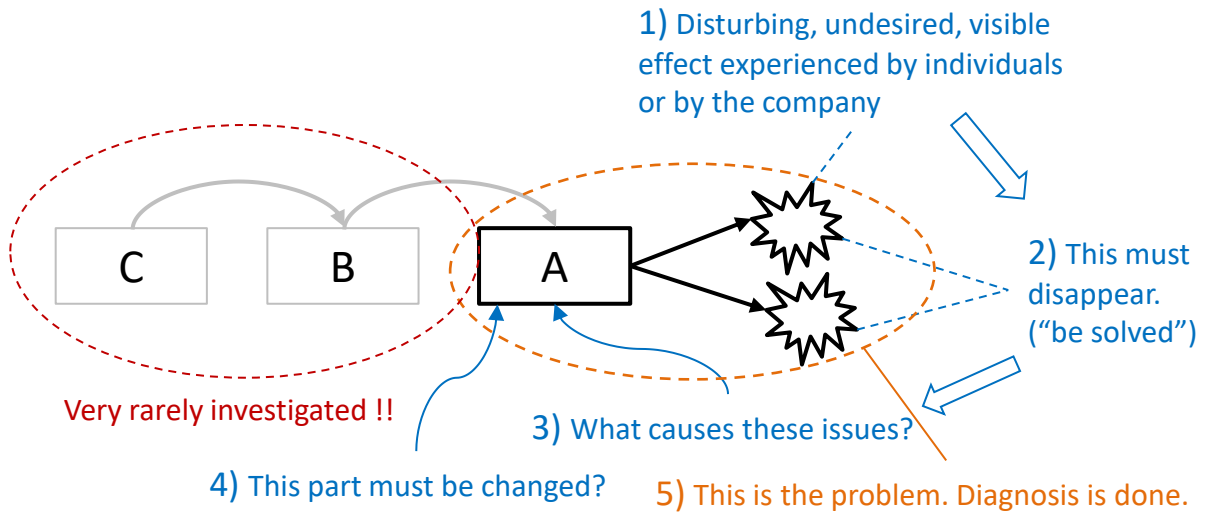 1) Disturbing, undesired, visible
effect experienced by individuals
or by the company
C
B
A
2) This must
disappear.
(“be solved”)
Very rarely investigated !!
3) What causes these issues?
4) This part must be changed?
5) This is the problem. Diagnosis is done.